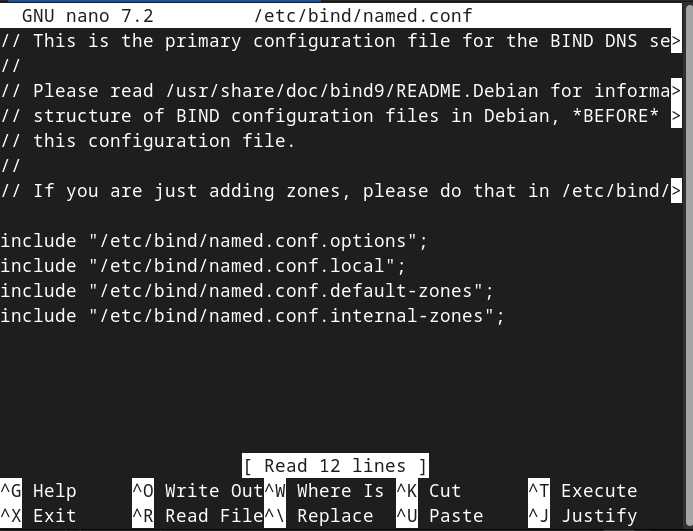 GNU nano 7.2 /etc/bind/named.conf
// This is the primary configuration file for the BIND DNS se>
//
// Please read /usr/share/doc/bind9/README.Debian for informa>
// structure of BIND configuration files in Debian, *BEFORE* >
// this configuration file.
//
// If you are just adding zones, please do that in /etc/bind/>
include "/etc/bind/named.conf.options";
include "/etc/bind/named.conf.local";
include "/etc/bind/named.conf.default-zones";
include "/etc/bind/named.conf.internal-zones";
[ Read 12 lines ]
^G Help ^O Write Out ^W Where Is ^K Cut ^T Execute
^X Exit ^R Read File ^\ Replace ^U Paste ^J Justify